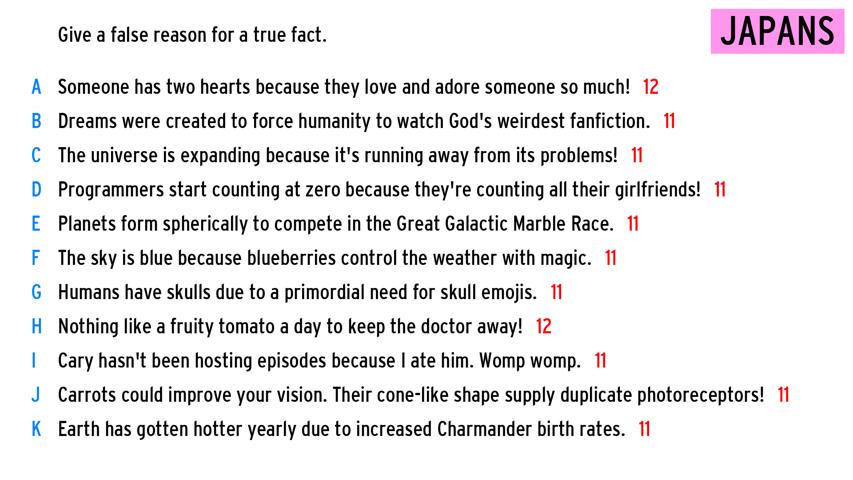 Give a false reason for a true fact.
JAPANS
A Someone has two hearts because they love and adore someone so much! 12
B Dreams were created to force humanity to watch God's weirdest fanfiction. 11
C The universe is expanding because it's running away from its problems! 11
D Programmers start counting at zero because they're counting all their girlfriends! 11
E Planets form spherically to compete in the Great Galactic Marble Race. 11
F The sky is blue because blueberries control the weather with magic. 11
G Humans have skulls due to a primordial need for skull emojis. 11
H Nothing like a fruity tomato a day to keep the doctor away! 12
I Cary hasn't been hosting episodes because I ate him. Womp womp. 11
J Carrots could improve your vision. Their cone-like shape supply duplicate photoreceptors! 11
K Earth has gotten hotter yearly due to increased Charmander birth rates. 11